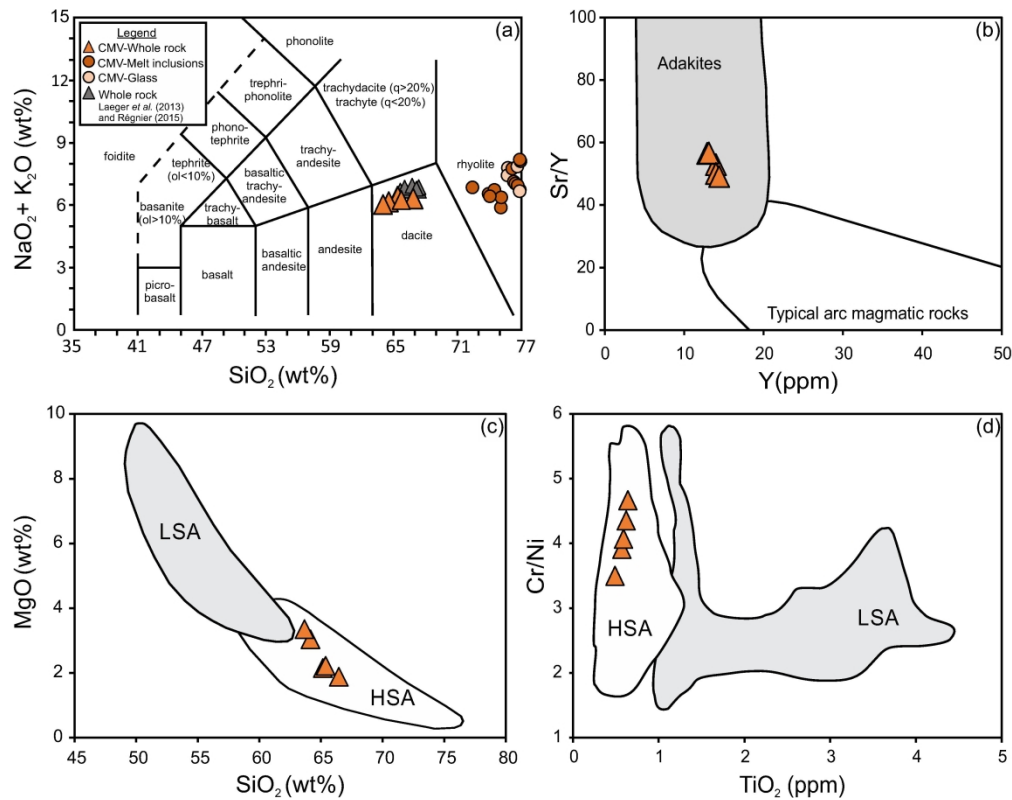 (a)
15
12
9
6
3
0
NaO₂+ K₂O (wt%)
Legend
CMV-Whole rock
CMV-Melt inclusions
CMV-Glass
Whole rock
Laeger et al. (2013)
and Régnier (2015)
phonolite
trephri-
phonolite
trachydacite (q>20%)
trachyte (q<20%)
phono-
tephrite
foidite
tephrite
(ol<10%)
trachy-
andesite
rhyolite
basaltic
trachy-
andesite
basanite
(ol>10%)
trachy-
basalt
dacite
andesite
basaltic
andesite
basalt
picro-
basalt
35 41 47 53 59 65 71 77
SiO₂ (wt%)
(b)
100
80
60
40
20
0
Sr/Y
Adakites
Typical arc magmatic rocks
0 10 20 30 40 50
Y(ppm)
(c)
10
8
6
4
2
0
MgO (wt%)
LSA
HSA
45 50 55 60 65 70 75 80
SiO₂ (wt%)
(d)
6
5
4
3
2
1
Cr/Ni
HSA
LSA
0 1 2 3 4 5
TiO₂ (ppm)